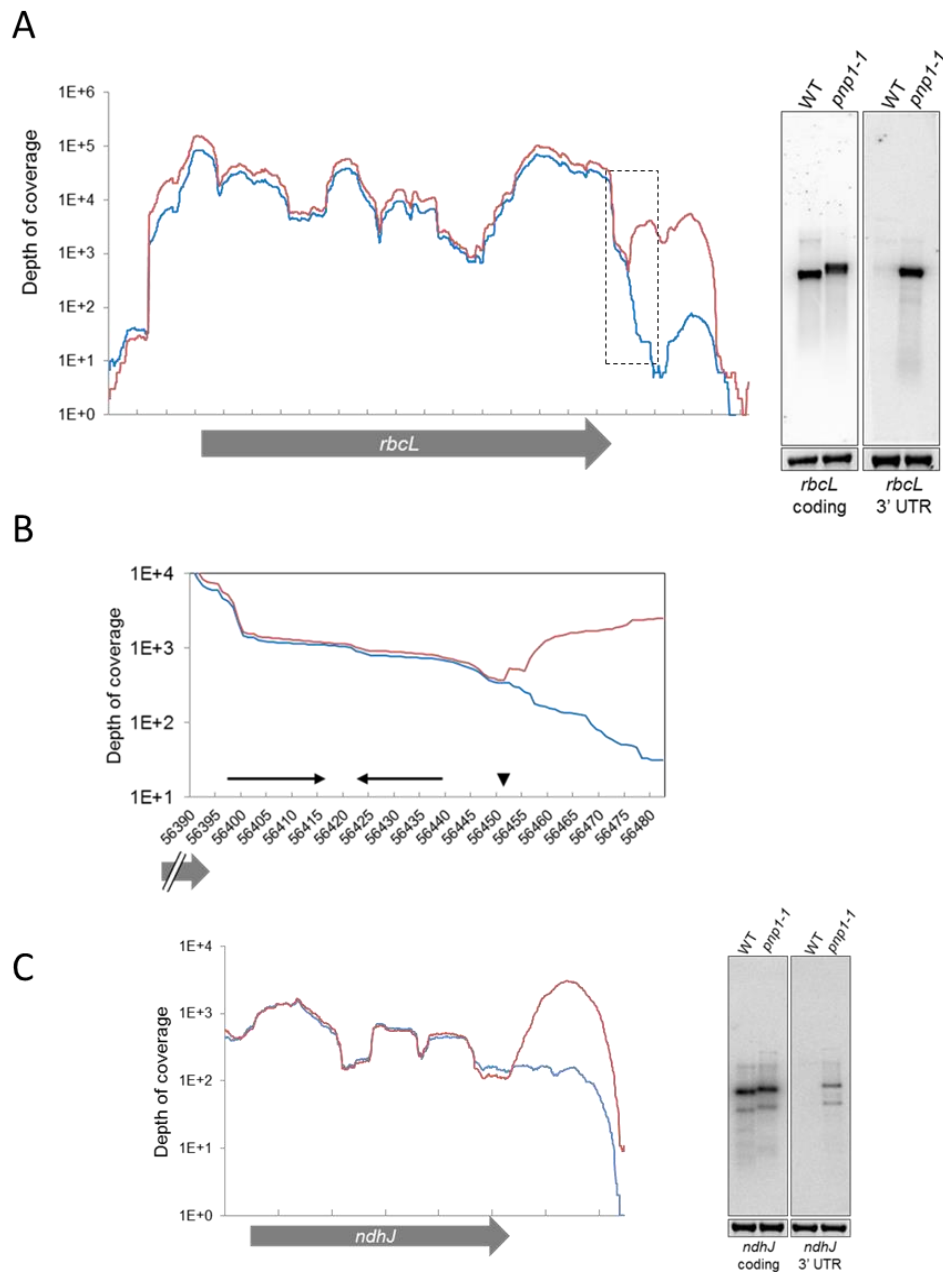 A
Depth of coverage
1E+6
1E+5
1E+4
1E+3
1E+2
1E+1
1E+0
rbcL
WT
pnp1-1
WT
pnp1-1
rbcL
coding
rbcL
3' UTR
B
Depth of coverage
1E+4
1E+3
1E+2
1E+1
56390
56395
56400
56405
56410
56415
56420
56425
56430
56435
56440
56445
56450
56455
56460
56465
56470
56475
56480
C
Depth of coverage
1E+4
1E+3
1E+2
1E+1
1E+0
ndhJ
WT
pnp1-1
WT
pnp1-1
ndhJ
coding
ndhJ
3' UTR